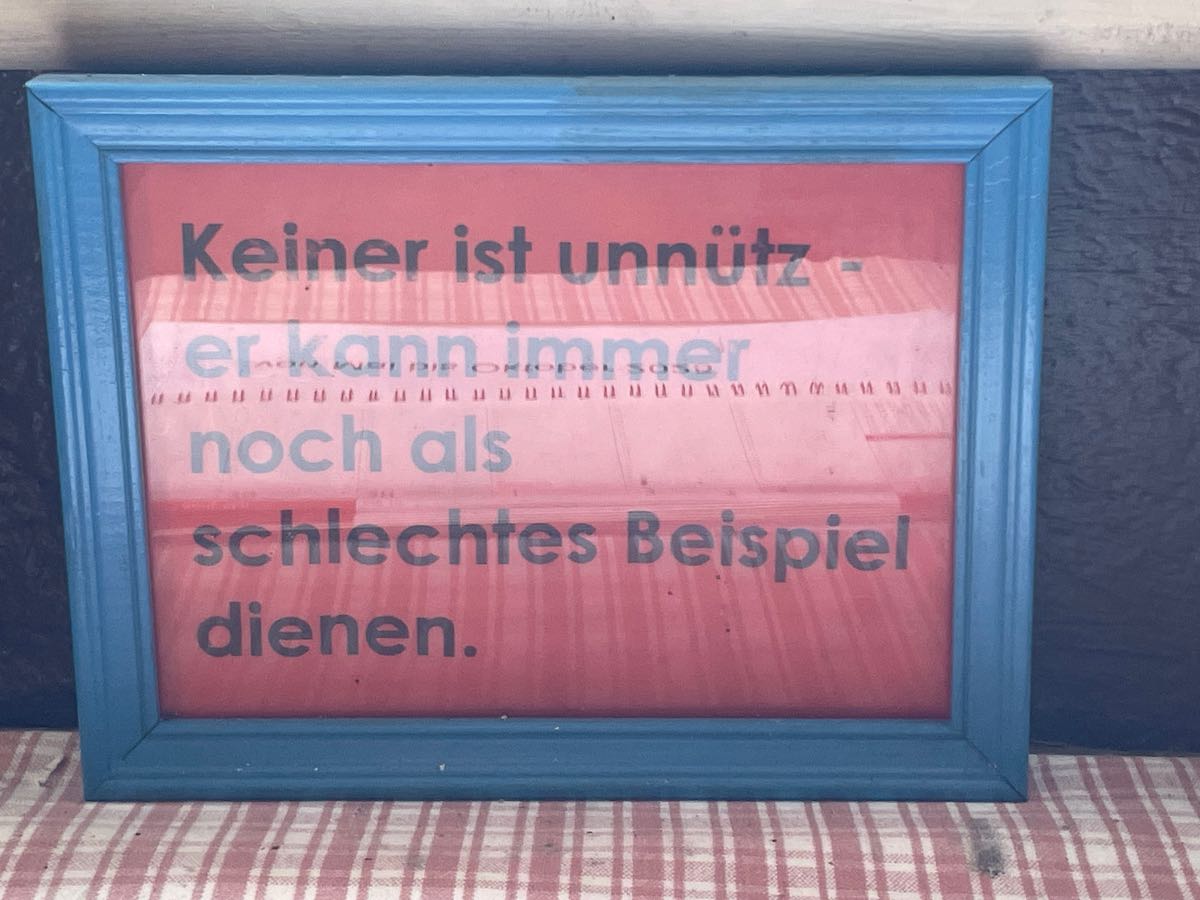 Keiner ist unnütz -
er kann immer
noch als
schlechtes Beispiel
dienen.